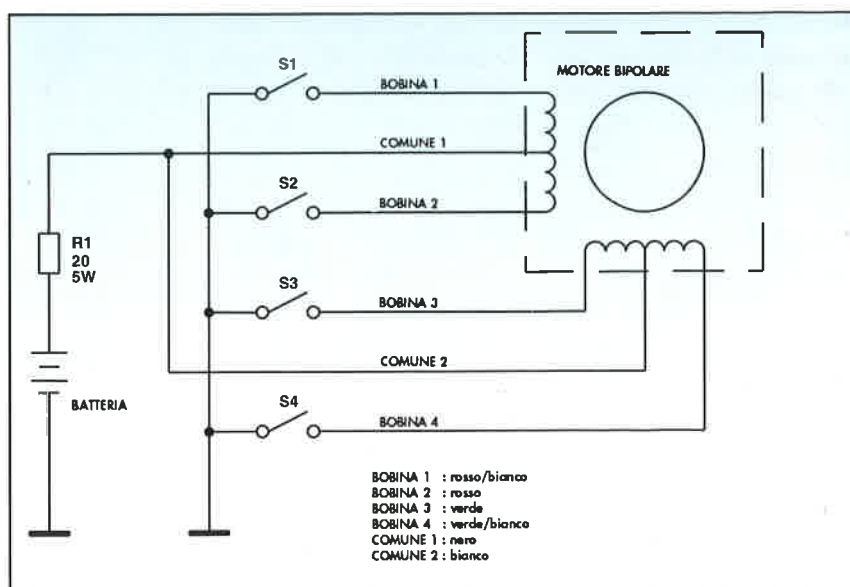 S1
BOBINA 1
MOTORE BIPOLARE
COMUNE 1
S2
BOBINA 2
R1
20
5W
S3
BOBINA 3
COMUNE 2
BATTERIA
S4
BOBINA 4
BOBINA 1 : rosso/bianco
BOBINA 2 : rosso
BOBINA 3 : verde
BOBINA 4 : verde/bianco
COMUNE 1 : nero
COMUNE 2 : bianco